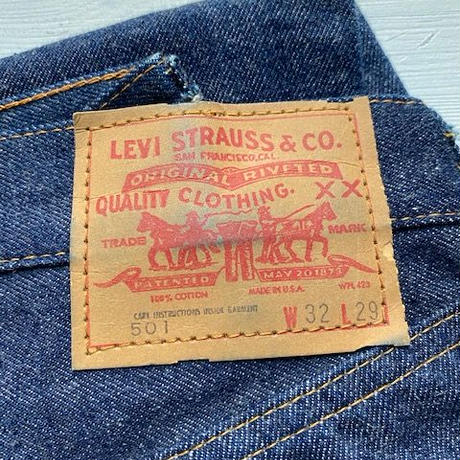 LEVI STRAUSS & CO.
SAN FRANCISCO, CAL.
ORIGINAL RIVETED
QUALITY CLOTHING. XX
TRADE MARK
PATENTED MAY 20 1873
100% COTTON MADE IN U.S.A. WPL 423
CARE INSTRUCTIONS INSIDE GARMENT
501 W 32 L 29